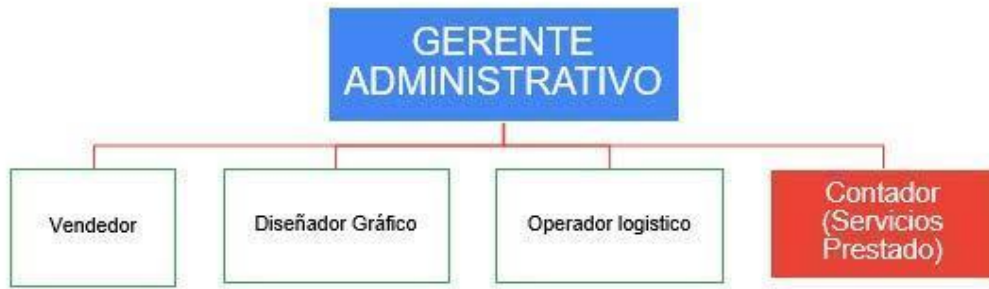 GERENTE
ADMINISTRATIVO
Vendedor
Diseñador Gráfico
Operador logistico
Contador
(Servicios
Prestado)